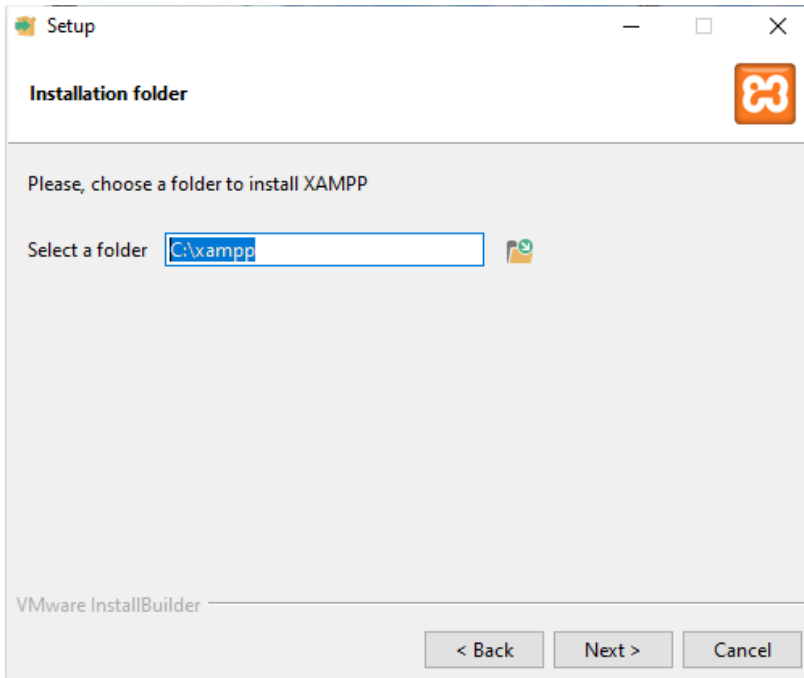 Setup
Installation folder
Please, choose a folder to install XAMPP
Select a folder C:\xampp
VMware InstallBuilder
< Back Next > Cancel